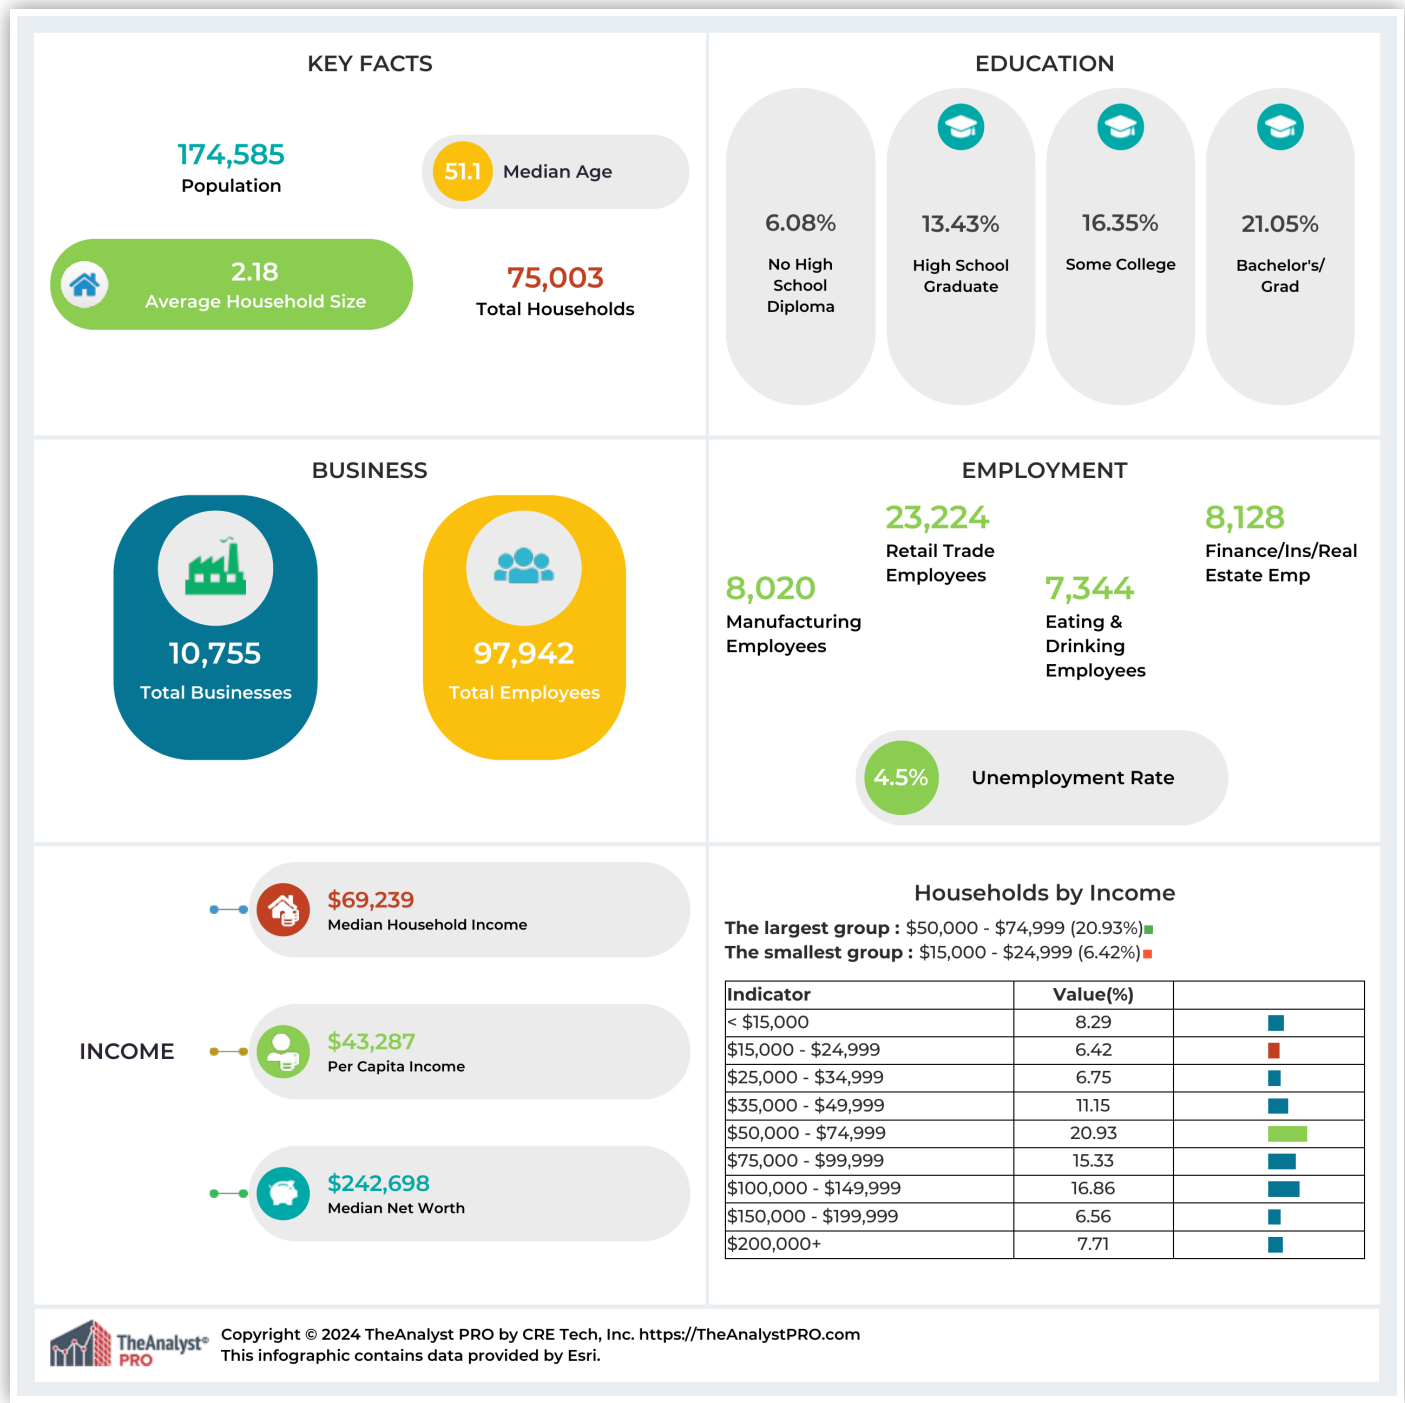 KEY FACTS
174,585
Population
51.1 Median Age
2.18
Average Household Size
75,003
Total Households
EDUCATION
6.08%
No High
School
Diploma
13.43%
High School
Graduate
16.35%
Some College
21.05%
Bachelor's/
Grad
BUSINESS
10,755
Total Businesses
97,942
Total Employees
EMPLOYMENT
8,020
Manufacturing
Employees
23,224
Retail Trade
Employees
7,344
Eating &
Drinking
Employees
8,128
Finance/Ins/Real
Estate Emp
4.5% Unemployment Rate
INCOME
$69,239
Median Household Income
$43,287
Per Capita Income
$242,698
Median Net Worth
Households by Income
The largest group : $50,000 - $74,999 (20.93%)
The smallest group : $15,000 - $24,999 (6.42%)
Indicator Value(%)
< $15,000 8.29
$15,000 - $24,999 6.42
$25,000 - $34,999 6.75
$35,000 - $49,999 11.15
$50,000 - $74,999 20.93
$75,000 - $99,999 15.33
$100,000 - $149,999 16.86
$150,000 - $199,999 6.56
$200,000+ 7.71
TheAnalyst®
PRO
Copyright © 2024 TheAnalyst PRO by CRE Tech, Inc. https://TheAnalystPRO.com
This infographic contains data provided by Esri.